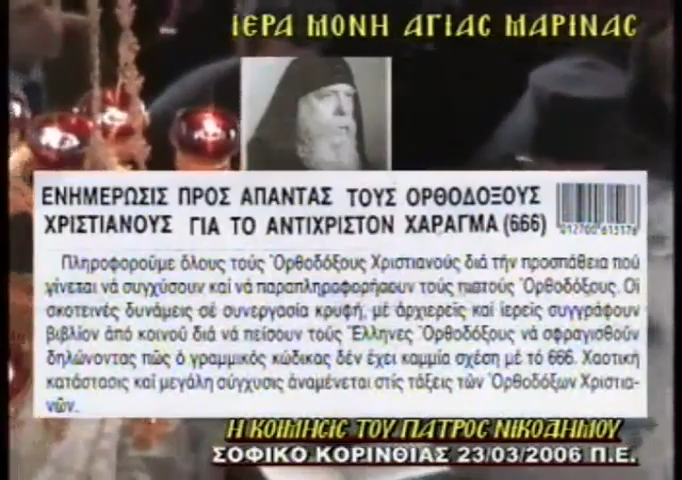 ΙΕΡΑ ΜΟΝΗ ΑΓΙΑΣ ΜΑΡΙΝΑΣ
ΕΝΗΜΕΡΩΣΙΣ ΠΡΟΣ ΑΠΑΝΤΑΣ ΤΟΥΣ ΟΡΘΟΔΟΞΟΥΣ
ΧΡΙΣΤΙΑΝΟΥΣ ΓΙΑ ΤΟ ΑΝΤΙΧΡΙΣΤΟΝ ΧΑΡΑΓΜΑ (666)
Πληροφοροῦμε ὅλους τούς Ὀρθοδόξους Χριστιανούς διά τήν προσπάθεια πού
γίνεται νά συγχύσουν καί νά παραπληροφορήσουν τούς πιστούς Ὀρθοδόξους. Οἱ
σκοτεινές δυνάμεις σέ συνεργασία κρυφή, μέ ἀρχιερεῖς καί ἱερεῖς συγγράφουν
βιβλίον ἀπό κοινοῦ διά νά πείσουν τούς Ἕλληνες Ὀρθοδόξους νά σφραγισθοῦν
δηλώνοντας πώς ὁ γραμμικός κώδικας δέν ἔχει καμμία σχέση μέ τό 666. Χαοτική
κατάστασις καί μεγάλη σύγχυσις ἀναμένεται στίς τάξεις τῶν Ὀρθοδόξων Χριστια-
νῶν.
Η ΚΟΙΜΗΣΙΣ ΤΟΥ ΠΑΤΡΟΣ ΝΙΚΟΔΗΜΟΥ
ΣΟΦΙΚΟ ΚΟΡΙΝΘΙΑΣ 23/03/2006 Π.Ε.